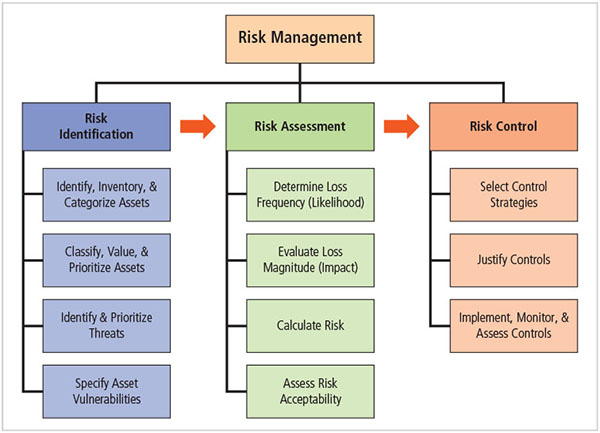 Risk Management
Risk
Identification
Risk Assessment
Risk Control
Identify, Inventory, &
Categorize Assets
Classify, Value, &
Prioritize Assets
Identify & Prioritize
Threats
Specify Asset
Vulnerabilities
Determine Loss
Frequency (Likelihood)
Evaluate Loss
Magnitude (Impact)
Calculate Risk
Assess Risk
Acceptability
Select Control
Strategies
Justify Controls
Implement, Monitor, &
Assess Controls